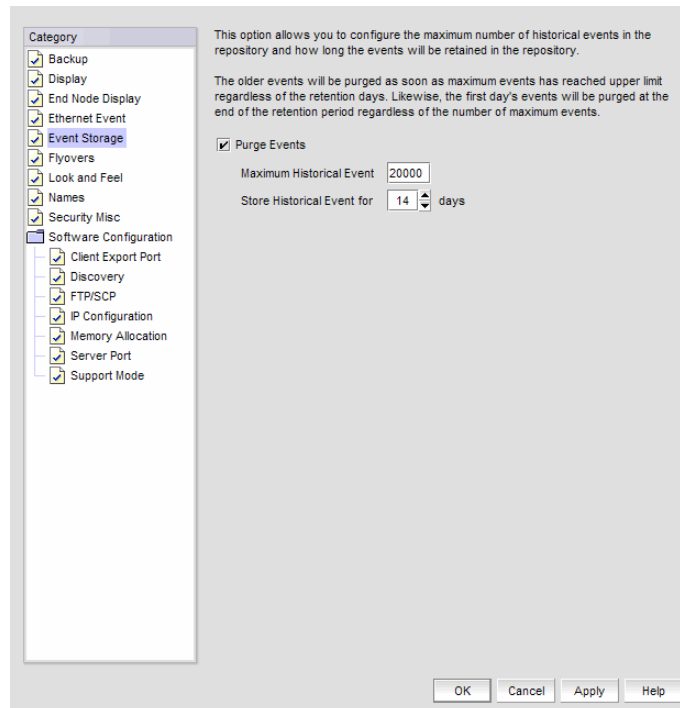 Category
Backup
Display
End Node Display
Ethernet Event
Event Storage
Flyovers
Look and Feel
Names
Security Misc
Software Configuration
Client Export Port
Discovery
FTP/SCP
IP Configuration
Memory Allocation
Server Port
Support Mode
This option allows you to configure the maximum number of historical events in the
repository and how long the events will be retained in the repository.
The older events will be purged as soon as maximum events has reached upper limit
regardless of the retention days. Likewise, the first day's events will be purged at the
end of the retention period regardless of the number of maximum events.
Purge Events
Maximum Historical Event 20000
Store Historical Event for 14 days
OK Cancel Apply Help